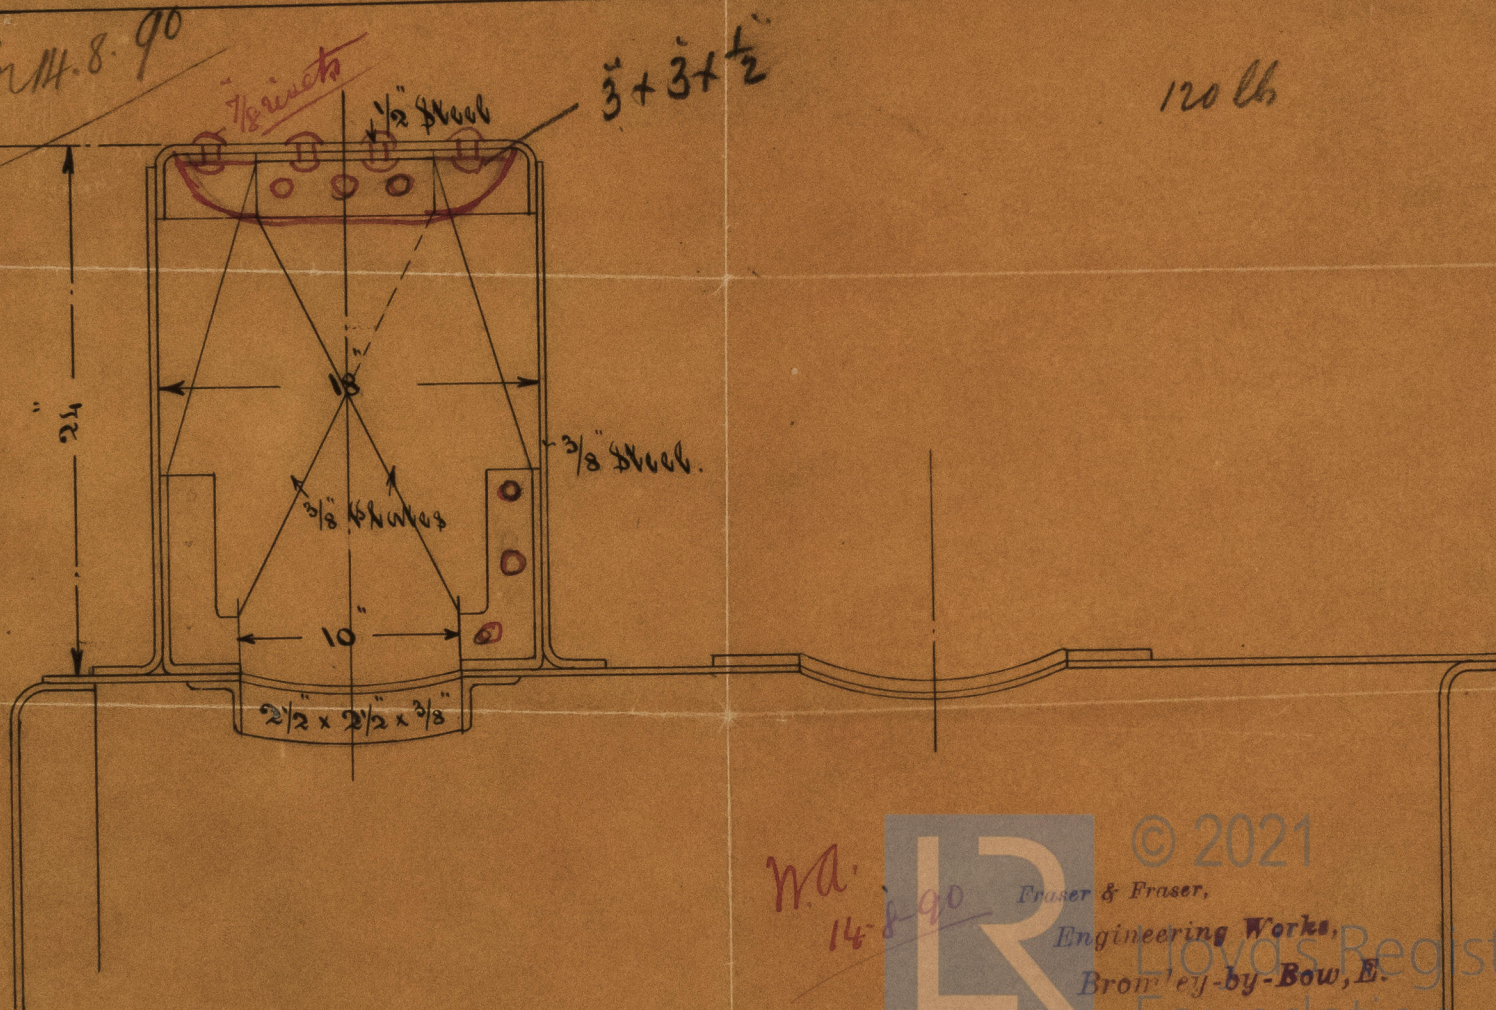 14.8.90
7/8" rivets
1/2" Steel
3" + 3" + 1/2"
120 lb
24"
18"
3/8" Steel.
3/8" plates
10"
2 1/2" x 2 1/2" x 3/8"
W.A.
14-8-90
© 2021
Fraser & Fraser,
Engineering Works,
Lloyd's Regist
Bromley-by-Bow, E.